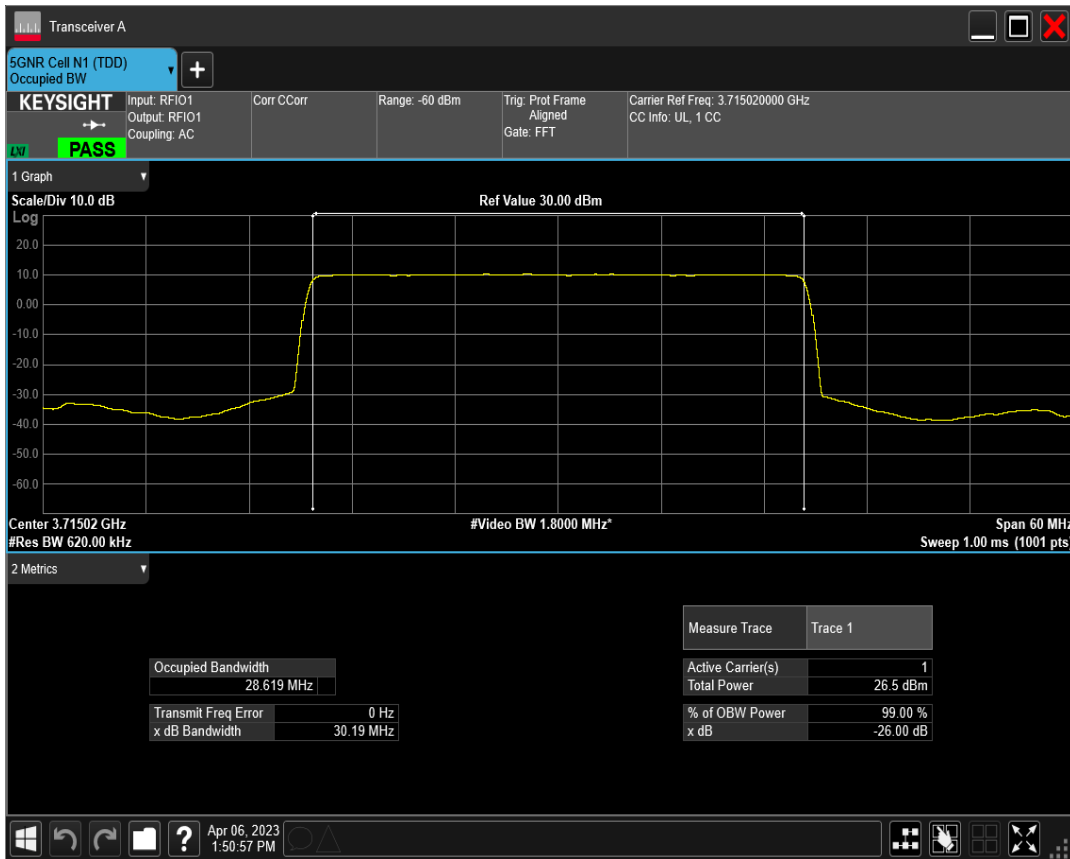 Transceiver A
5GNR Cell N1 (TDD)
Occupied BW
+
KEYSIGHT
LXI
PASS
Input: RFIO1
Output: RFIO1
Coupling: AC
Corr CCorr
Range: -60 dBm
Trig: Prot Frame
Aligned
Gate: FFT
Carrier Ref Freq: 3.715020000 GHz
CC Info: UL, 1 CC
1 Graph
Scale/Div 10.0 dB
Ref Value 30.00 dBm
Log
20.0
10.0
0.00
-10.0
-20.0
-30.0
-40.0
-50.0
-60.0
Center 3.71502 GHz
#Video BW 1.8000 MHz*
Span 60 MHz
#Res BW 620.00 kHz
Sweep 1.00 ms (1001 pts)
2 Metrics
Measure Trace Trace 1
Occupied Bandwidth
28.619 MHz
Active Carrier(s) 1
Total Power 26.5 dBm
Transmit Freq Error 0 Hz
x dB Bandwidth 30.19 MHz
% of OBW Power 99.00 %
x dB -26.00 dB
?
Apr 06, 2023
1:50:57 PM